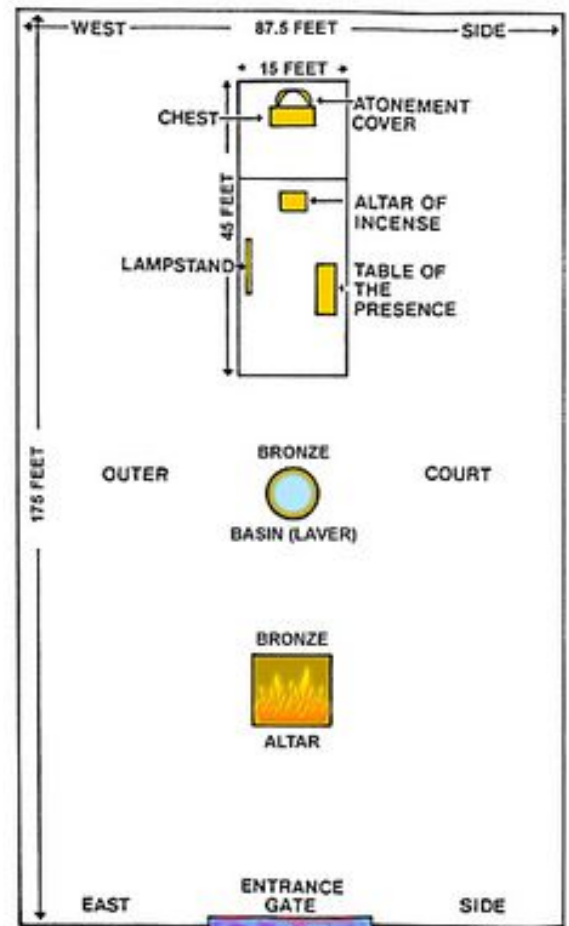 WEST
87.5 FEET
SIDE
15 FEET
CHEST
ATONEMENT
COVER
45 FEET
ALTAR OF
INCENSE
LAMPSTAND
TABLE OF
THE
PRESENCE
175 FEET
OUTER
BRONZE
COURT
BASIN (LAVER)
BRONZE
ALTAR
EAST
ENTRANCE
GATE
SIDE